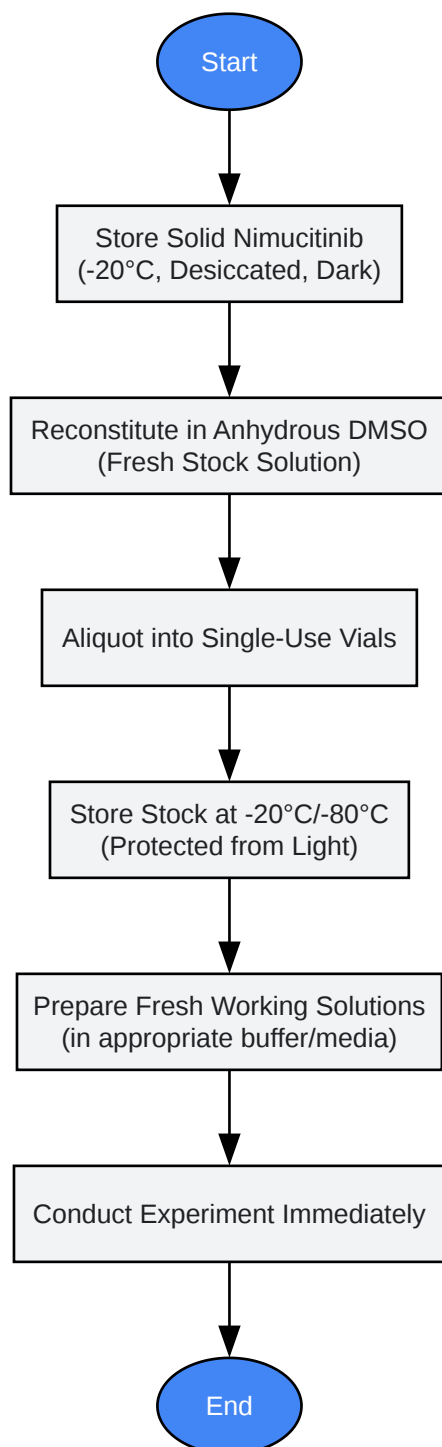 Start
Store Solid Nimucitinib
(-20°C, Desiccated, Dark)
Reconstitute in Anhydrous DMSO
(Fresh Stock Solution)
Aliquot into Single-Use Vials
Store Stock at -20°C/-80°C
(Protected from Light)
Prepare Fresh Working Solutions
(in appropriate buffer/media)
Conduct Experiment Immediately
End